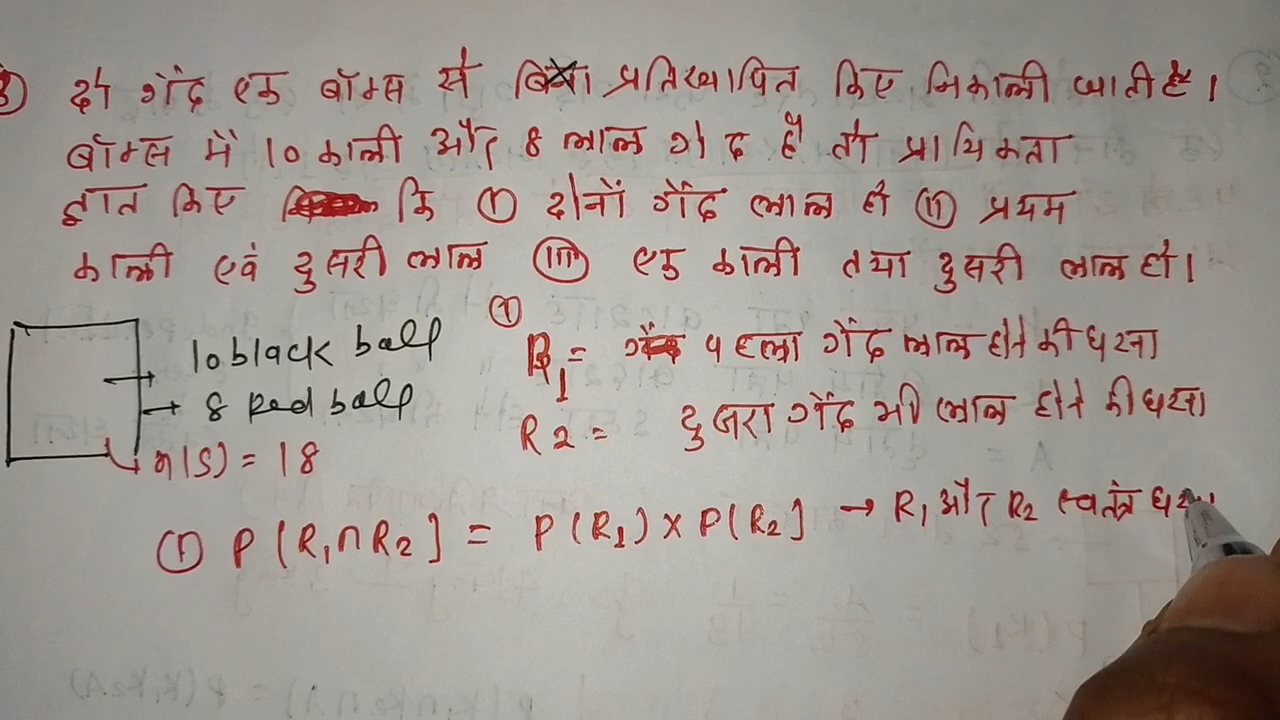 दो गेंद एक बॉक्स से प्रतिस्थापित किए निकाली जाती है।
बॉक्स में 10 काली और 8 लाल गेंद है तो प्रायिकता
ज्ञात किए कि (i) दोनों गेंद लाल हो (ii) प्रथम
काली एवं दुसरी लाल (iii) एक काली तथा दुसरी लाल हो।
10 black ball
8 Red ball
n(S) = 18
(i)
R1 = पहला गेंद लाल होने की घटना
R2 = दुसरा गेंद भी लाल होने की घटना
(i) P(R1∩R2) = P(R1) × P(R2) → R1 और R2 स्वतंत्र